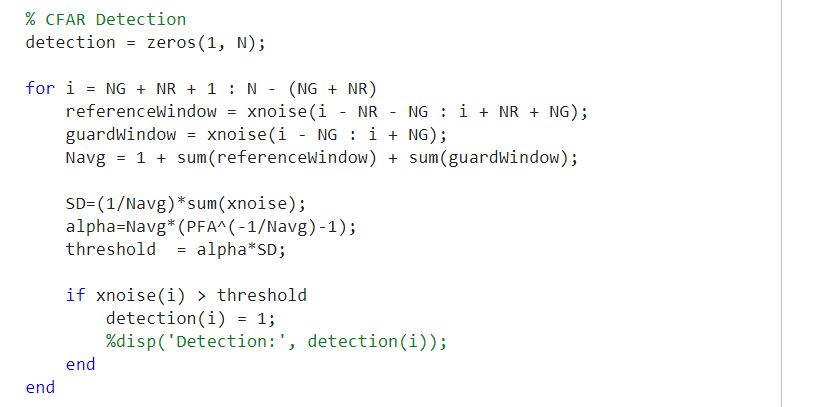 % CFAR Detection
detection = zeros(1, N);
for i = NG + NR + 1 : N - (NG + NR)
referenceWindow = xnoise(i - NR - NG : i + NR + NG);
guardWindow = xnoise(i - NG : i + NG);
Navg = 1 + sum(referenceWindow) + sum(guardWindow);
SD=(1/Navg)*sum(xnoise);
alpha=Navg*(PFA^(-1/Navg)-1);
threshold  = alpha*SD;
if xnoise(i) > threshold
detection(i) = 1;
%disp('Detection:', detection(i));
end
end